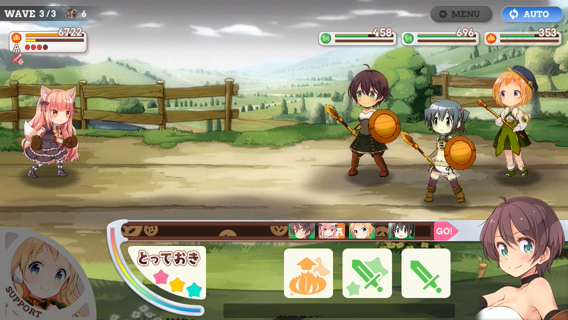 WAVE 3/3 6
MENU
AUTO
6722
A
458
696
353
GO!
とっておき
SUPPORT